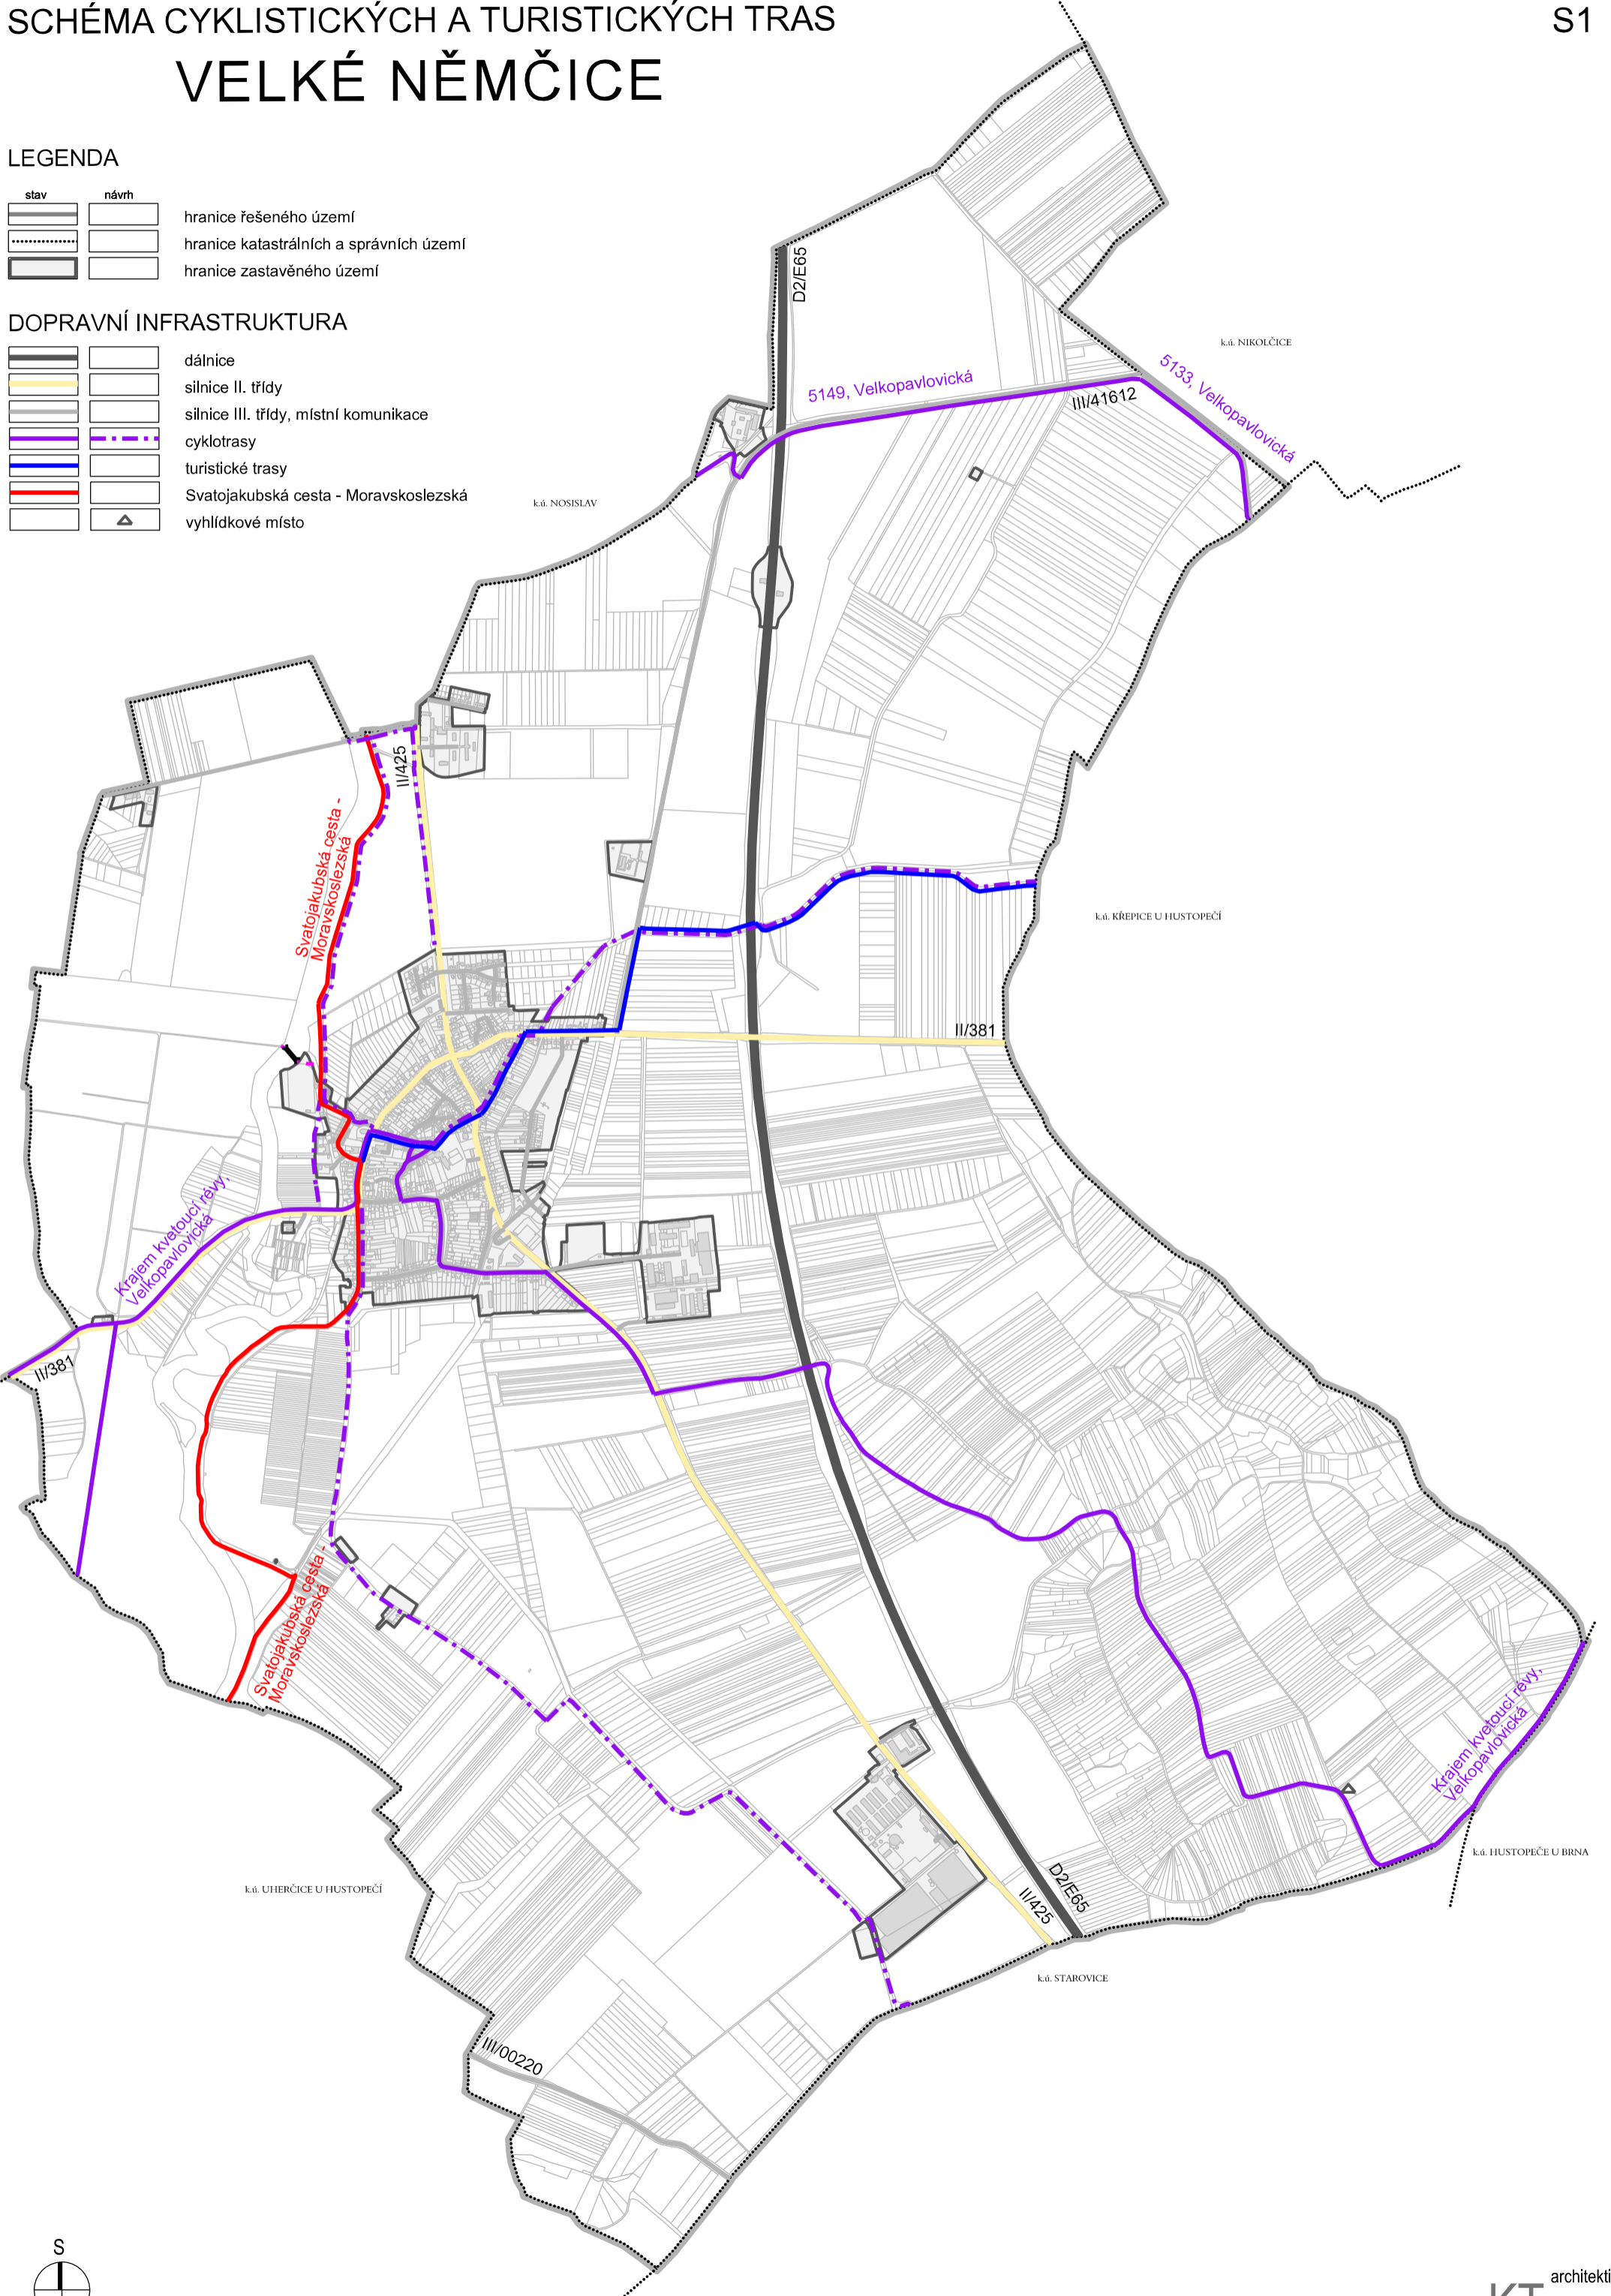 SCHÉMA CYKLISTICKÝCH A TURISTICKÝCH TRAS
S1
VELKÉ NĚMČICE
LEGENDA
stav návrh
hranice řešeného území
hranice katastrálních a správních území
hranice zastavěného území
DOPRAVNÍ INFRASTRUKTURA
dálnice
silnice II. třídy
silnice III. třídy, místní komunikace
cyklotrasy
turistické trasy
Svatojakubská cesta - Moravskoslezská
vyhlídkové místo
D2/E65
k.ú. NIKOLČICE
5149, Velkopavlovická
5133, Velkopavlovická
III/41612
k.ú. NOSISLAV
II/425
Svatojakubská cesta -
Moravskoslezská
k.ú. KŘEPICE U HUSTOPEČÍ
II/381
Krajem kvetoucí révy,
Velkopavlovická
II/381
Svatojakubská cesta -
Moravskoslezská
Krajem kvetoucí révy,
Velkopavlovická
k.ú. HUSTOPEČE U BRNA
k.ú. UHERČICE U HUSTOPEČÍ
D2/E65
II/425
k.ú. STAROVICE
III/00220
S
architekti
KT